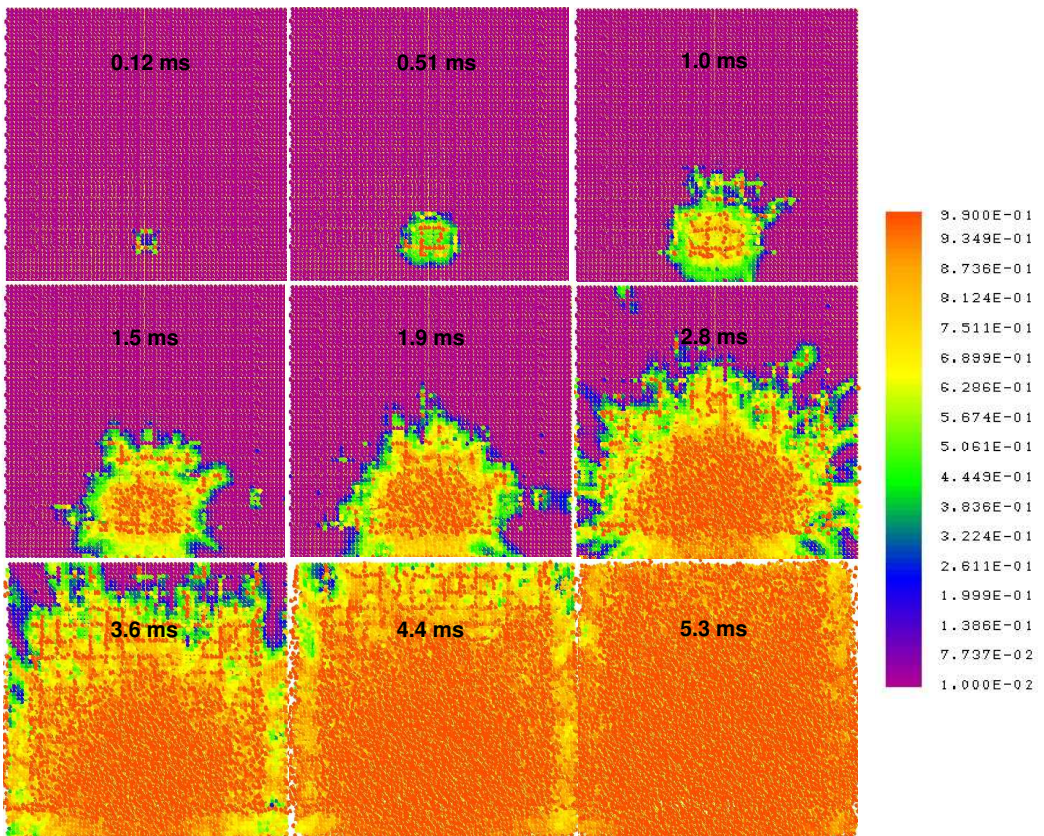 0.12 ms
0.51 ms
1.0 ms
1.5 ms
1.9 ms
2.8 ms
3.6 ms
4.4 ms
5.3 ms
9.900E-01
9.349E-01
8.736E-01
8.124E-01
7.511E-01
6.899E-01
6.286E-01
5.674E-01
5.061E-01
4.449E-01
3.836E-01
3.224E-01
2.611E-01
1.999E-01
1.386E-01
7.737E-02
1.000E-02